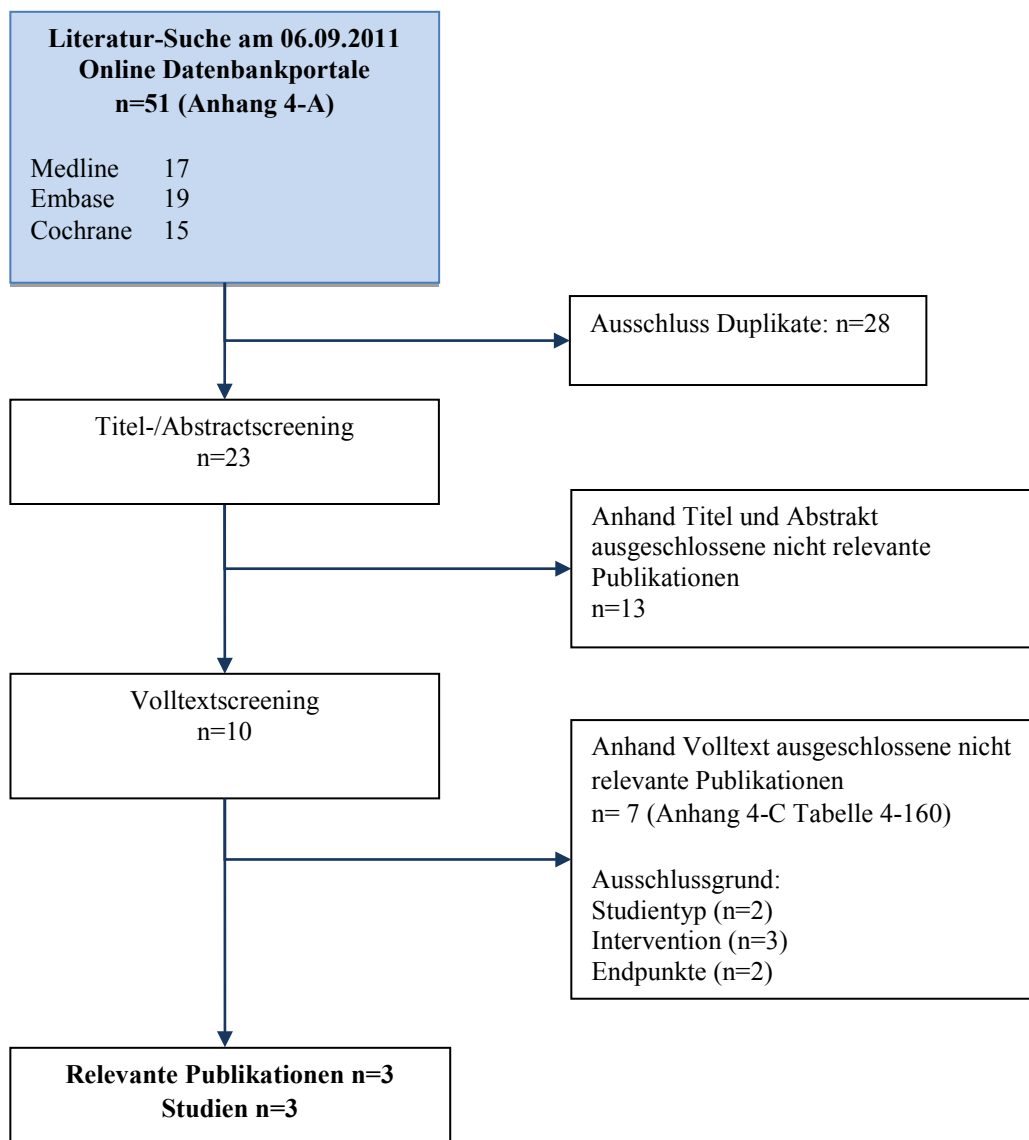 Literatur-Suche am 06.09.2011
Online Datenbankportale
n=51 (Anhang 4-A)
Medline 17
Embase 19
Cochrane 15
Ausschluss Duplikate: n=28
Titel-/Abstractscreening
n=23
Anhand Titel und Abstrakt
ausgeschlossene nicht relevante
Publikationen
n=13
Volltextscreening
n=10
Anhand Volltext ausgeschlossene nicht
relevante Publikationen
n= 7 (Anhang 4-C Tabelle 4-160)
Ausschlussgrund:
Studientyp (n=2)
Intervention (n=3)
Endpunkte (n=2)
Relevante Publikationen n=3
Studien n=3